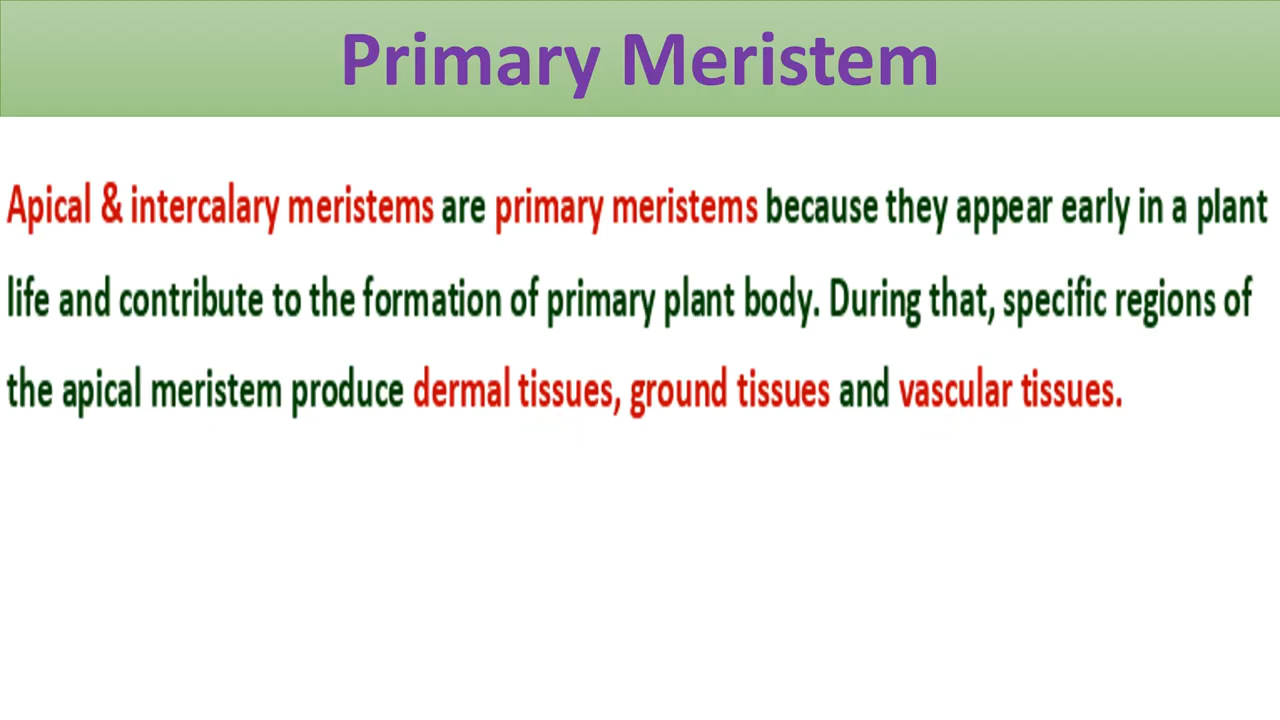 Primary Meristem
Apical & intercalary meristems are primary meristems because they appear early in a plant
life and contribute to the formation of primary plant body. During that, specific regions of
the apical meristem produce dermal tissues, ground tissues and vascular tissues.